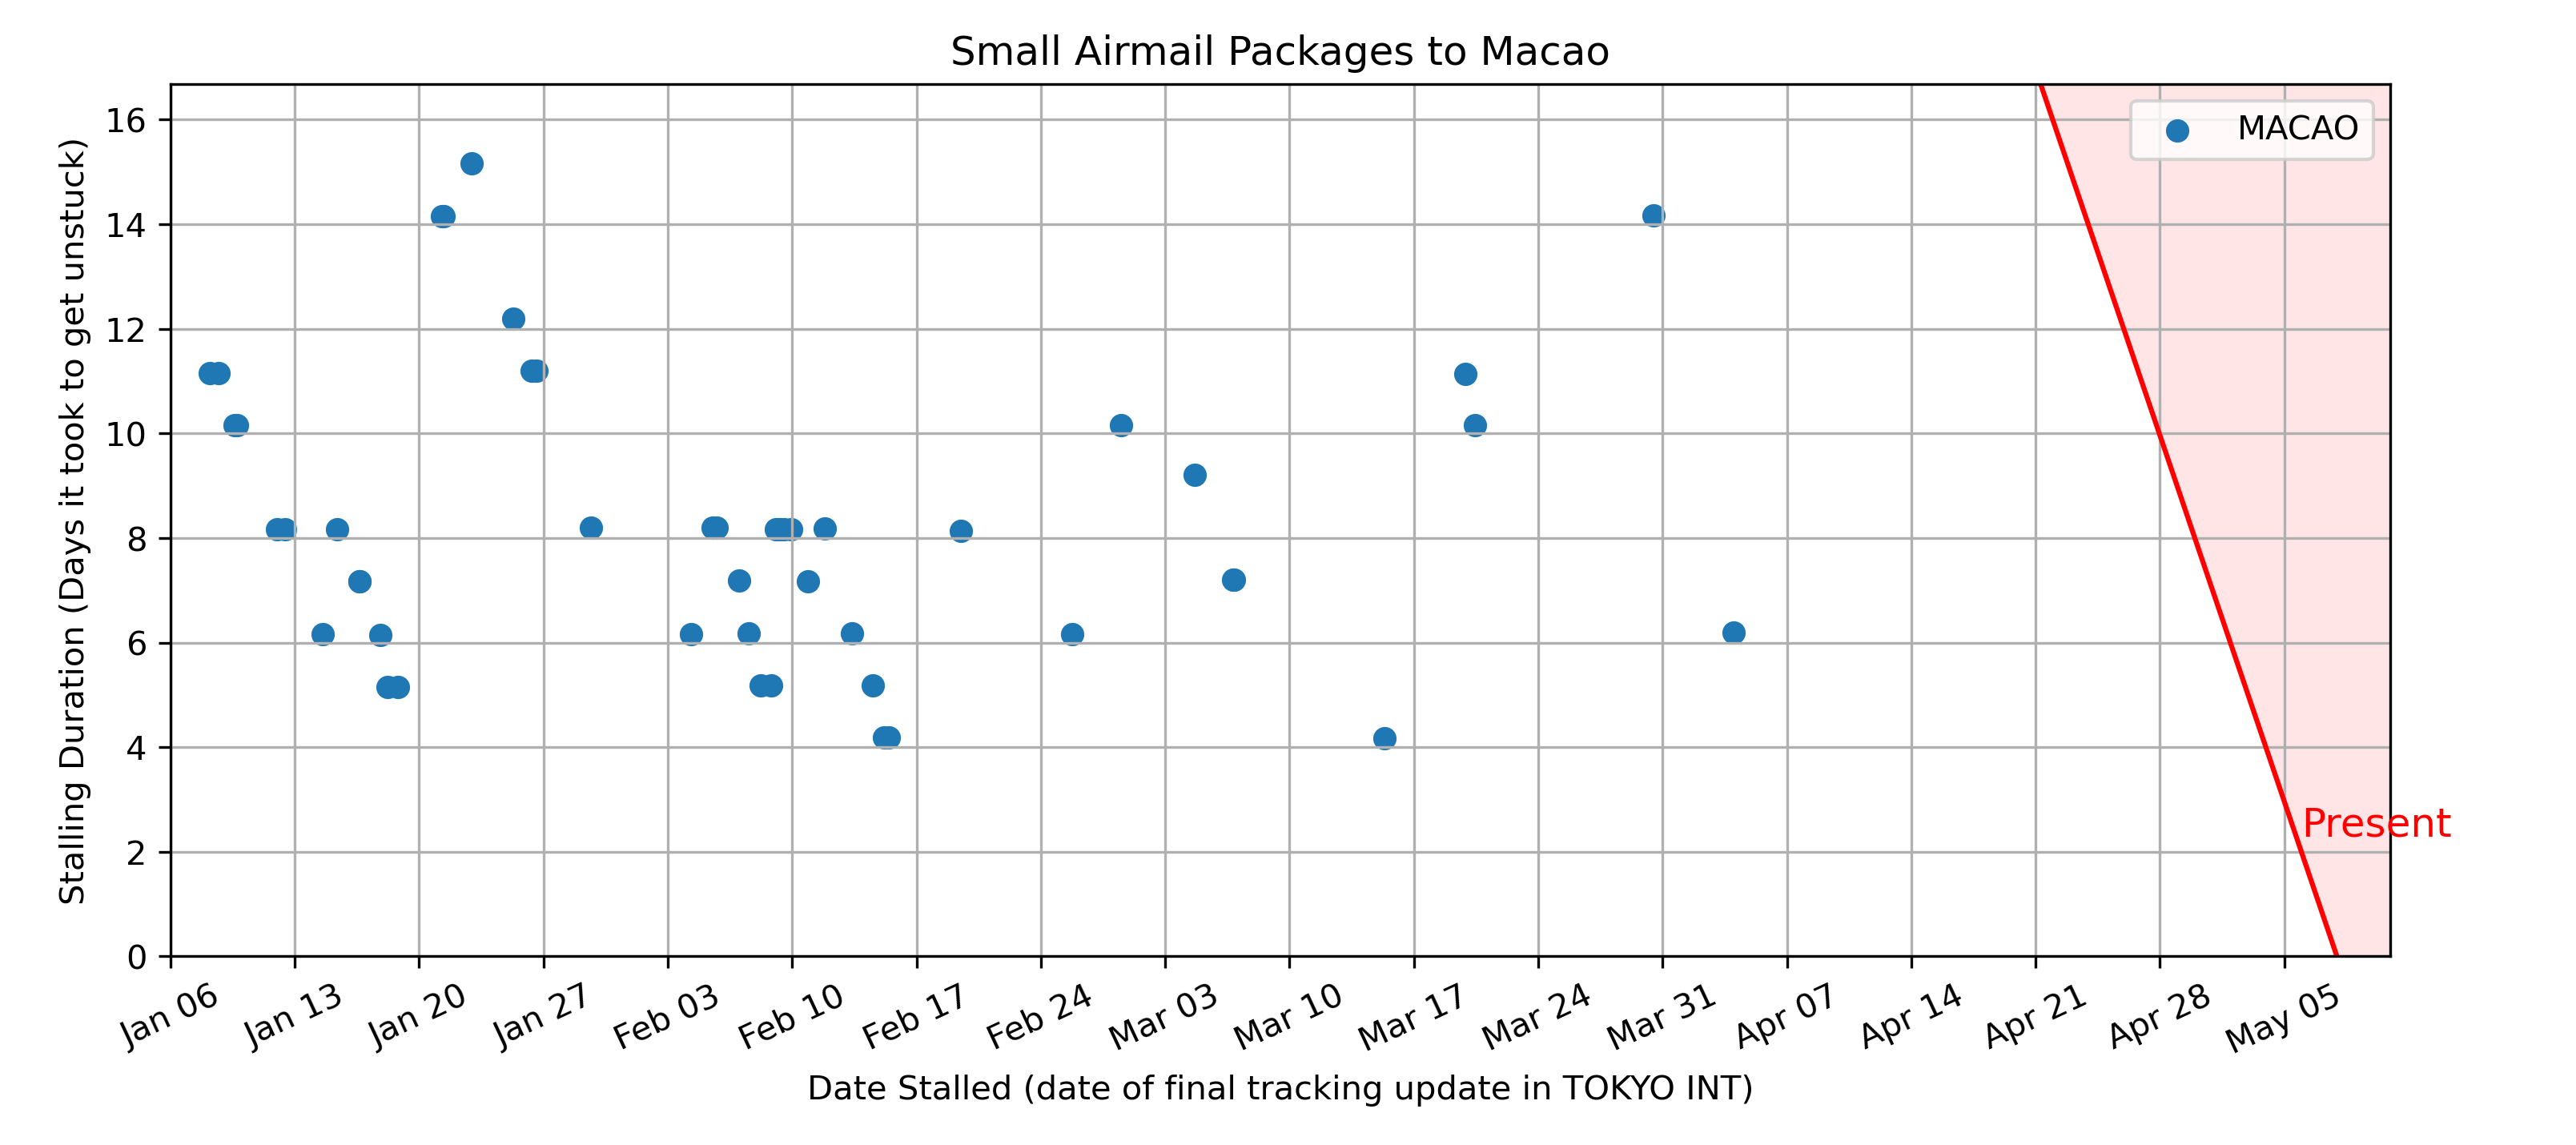 Small Airmail Packages to Macao
MACAO
Stalling Duration (Days it took to get unstuck)
16
14
12
10
8
6
4
2
0
Present
Jan 06
Jan 13
Jan 20
Jan 27
Feb 03
Feb 10
Feb 17
Feb 24
Mar 03
Mar 10
Mar 17
Mar 24
Mar 31
Apr 07
Apr 14
Apr 21
Apr 28
May 05
Date Stalled (date of final tracking update in TOKYO INT)